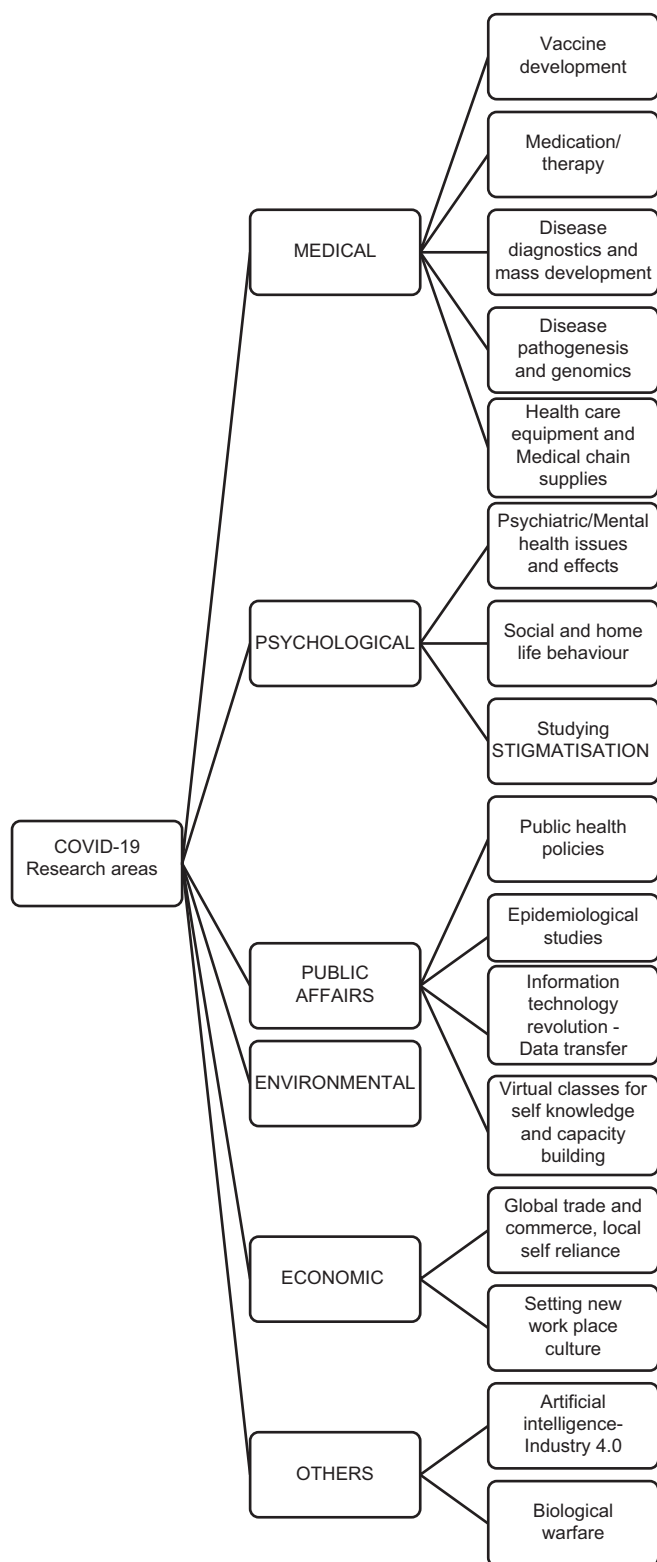 COVID-19
Research areas
MEDICAL
Vaccine
development
Medication/
therapy
Disease
diagnostics and
mass development
Disease
pathogenesis
and genomics
Health care
equipment and
Medical chain
supplies
PSYCHOLOGICAL
Psychiatric/Mental
health issues
and effects
Social and home
life behaviour
Studying
STIGMATISATION
PUBLIC
AFFAIRS
Public health
policies
Epidemiological
studies
Information
technology
revolution -
Data transfer
Virtual classes for
self knowledge
and capacity
building
ENVIRONMENTAL
ECONOMIC
Global trade and
commerce, local
self reliance
Setting new
work place
culture
OTHERS
Artificial
intelligence-
Industry 4.0
Biological
warfare